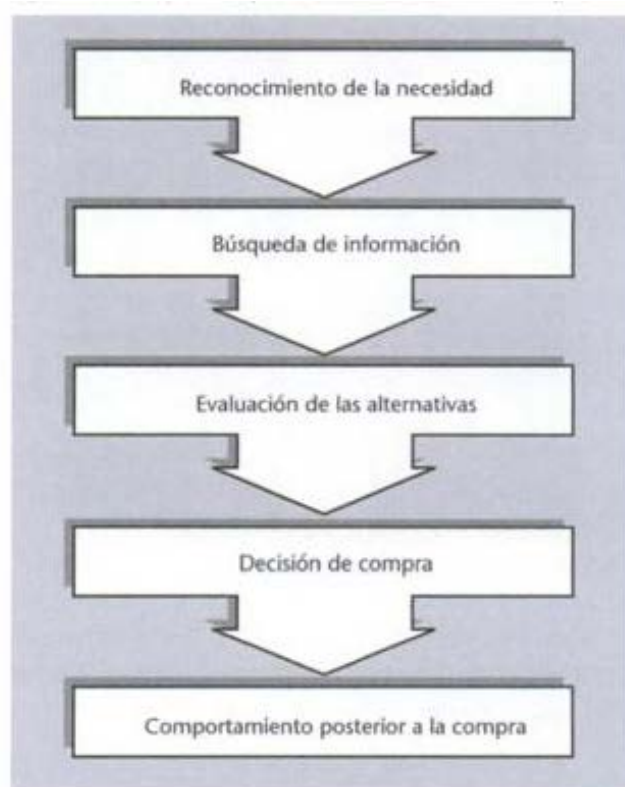 Reconocimiento de la necesidad
Búsqueda de información
Evaluación de las alternativas
Decisión de compra
Comportamiento posterior a la compra